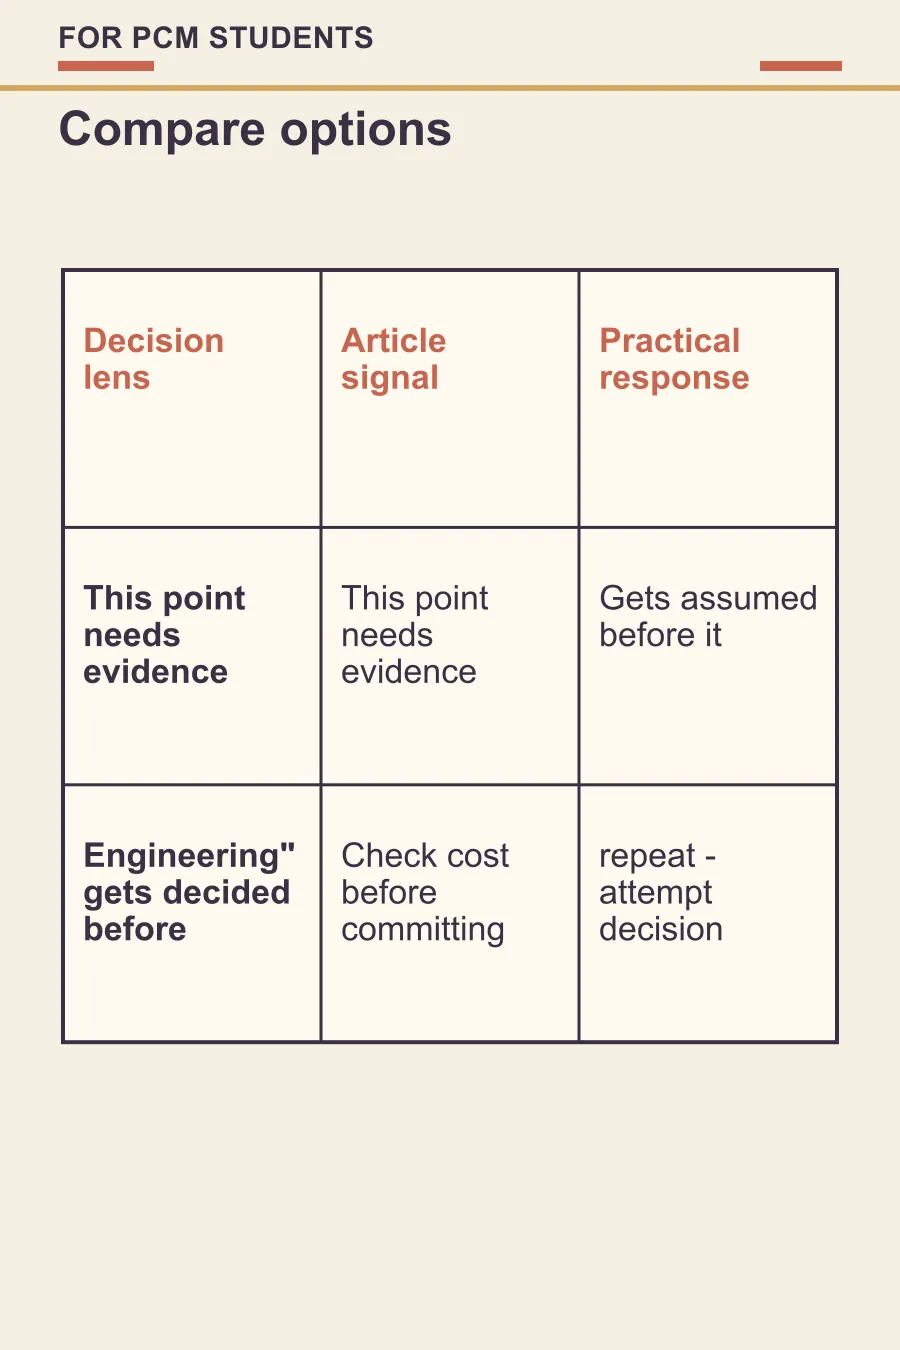 FOR PCM STUDENTS
Compare options
Decision
lens
Article
signal
Practical
response
This point
needs
evidence
This point
needs
evidence
Gets assumed
before it
Engineering"
gets decided
before
Check cost
before
committing
repeat -
attempt
decision